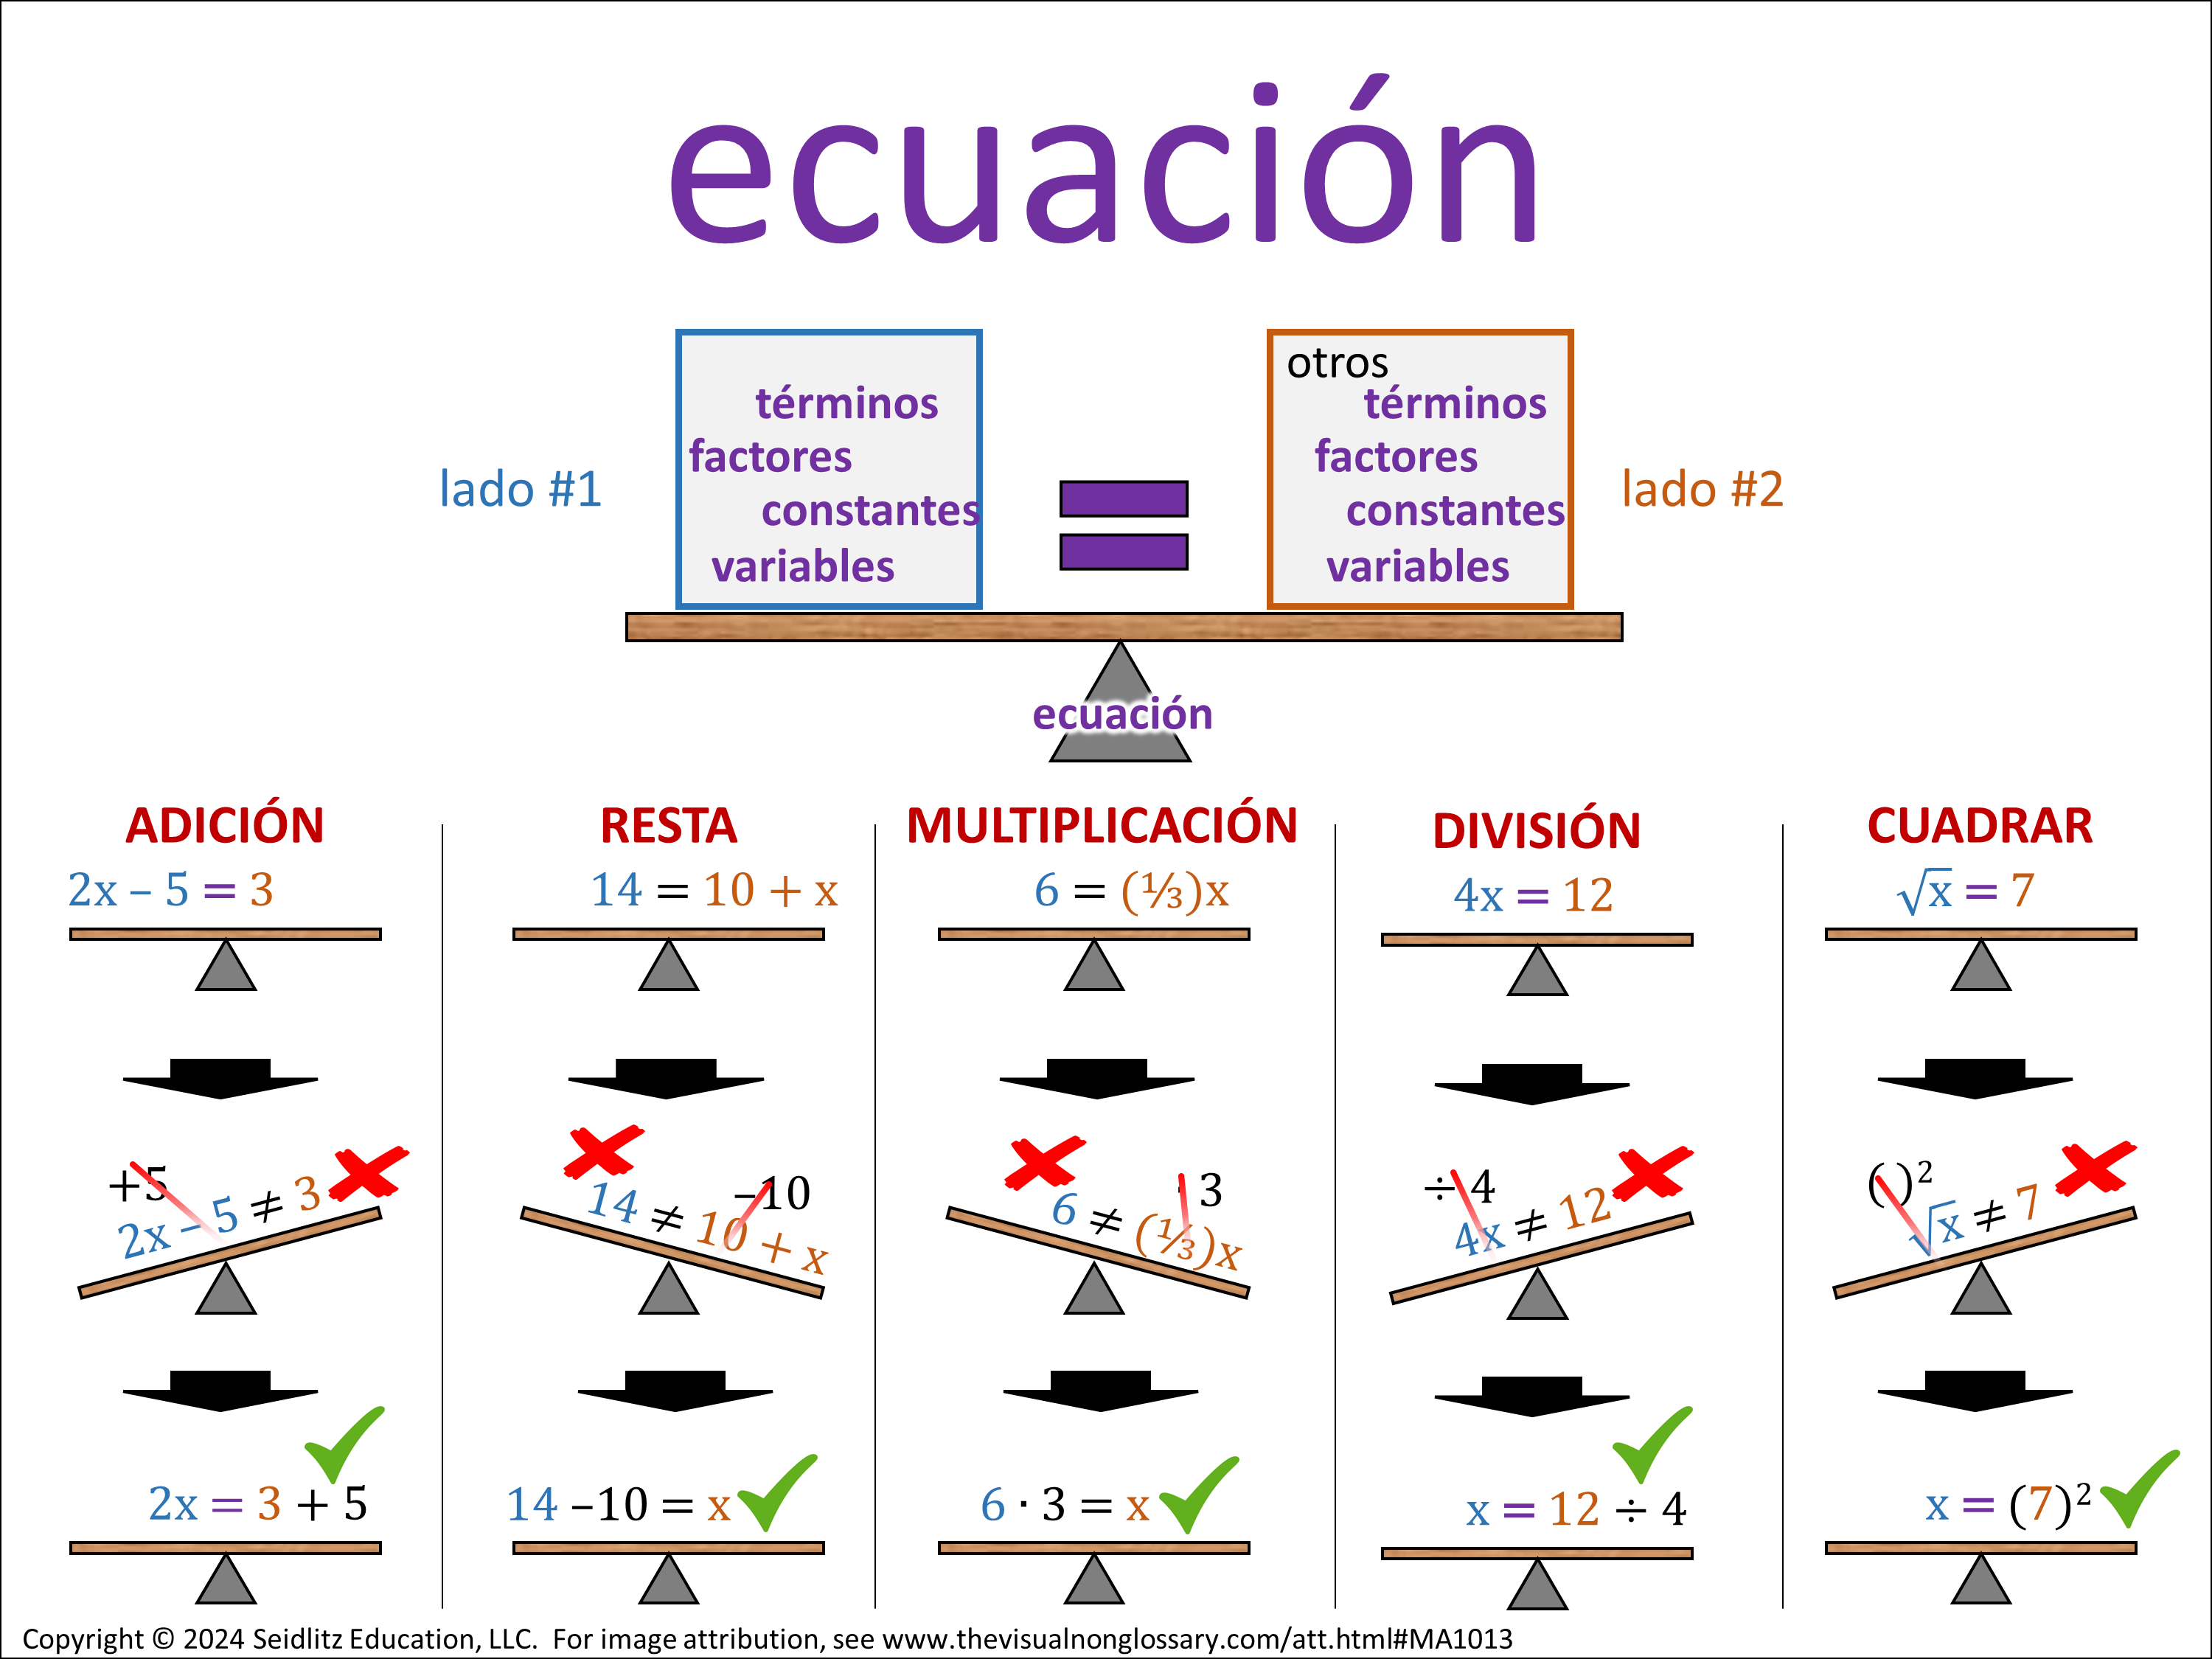 ecuación
otros
términos
términos
factores
factores
lado #1
lado #2
constantes
=
constantes
variables
variables
ecuación
ADICIÓN
2x – 5 = 3
+5
2x – 5 ≠ 3
2x = 3 + 5
RESTA
14 = 10 + x
–10
14 ≠ 10 + x
14 –10 = x
MULTIPLICACIÓN
6 = (⅓)x
· 3
6 ≠ (⅓)x
6 · 3 = x
DIVISIÓN
4x = 12
÷ 4
4x ≠ 12
x = 12 ÷ 4
CUADRAR
√x = 7
( )²
√x ≠ 7
x = (7)²
Copyright © 2024 Seidlitz Education, LLC.  For image attribution, see www.thevisualnonglossary.com/att.html#MA1013